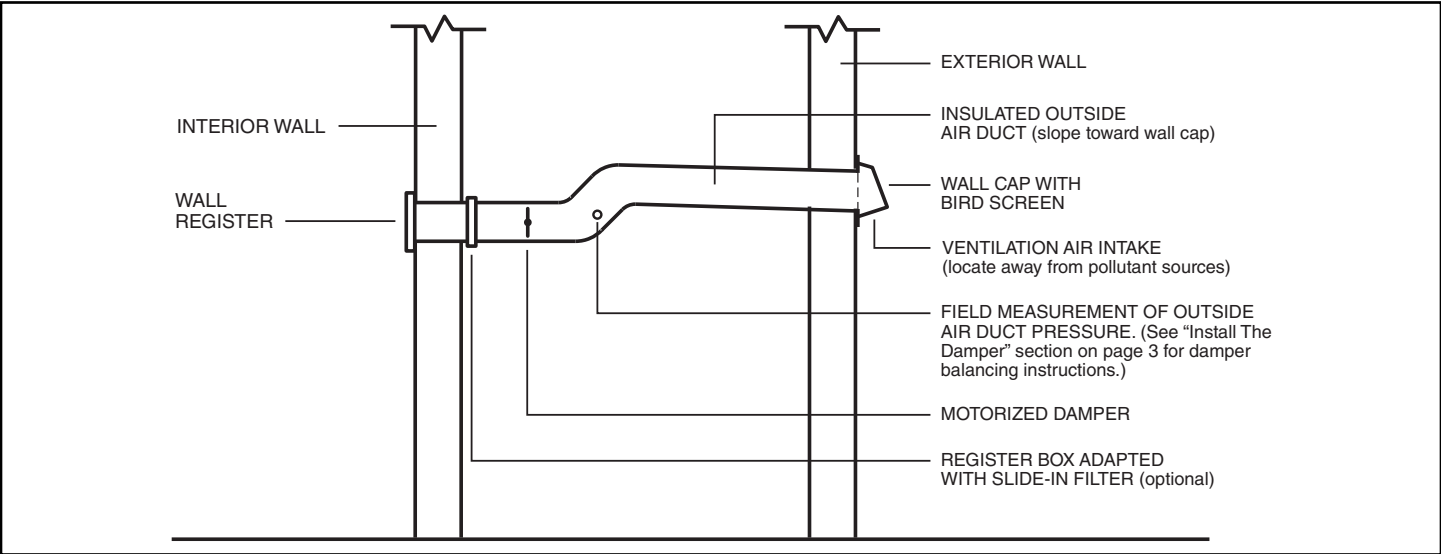 INTERIOR WALL
WALL
REGISTER
EXTERIOR WALL
INSULATED OUTSIDE
AIR DUCT (slope toward wall cap)
WALL CAP WITH
BIRD SCREEN
VENTILATION AIR INTAKE
(locate away from pollutant sources)
FIELD MEASUREMENT OF OUTSIDE
AIR DUCT PRESSURE. (See “Install The
Damper” section on page 3 for damper
balancing instructions.)
MOTORIZED DAMPER
REGISTER BOX ADAPTED
WITH SLIDE-IN FILTER (optional)